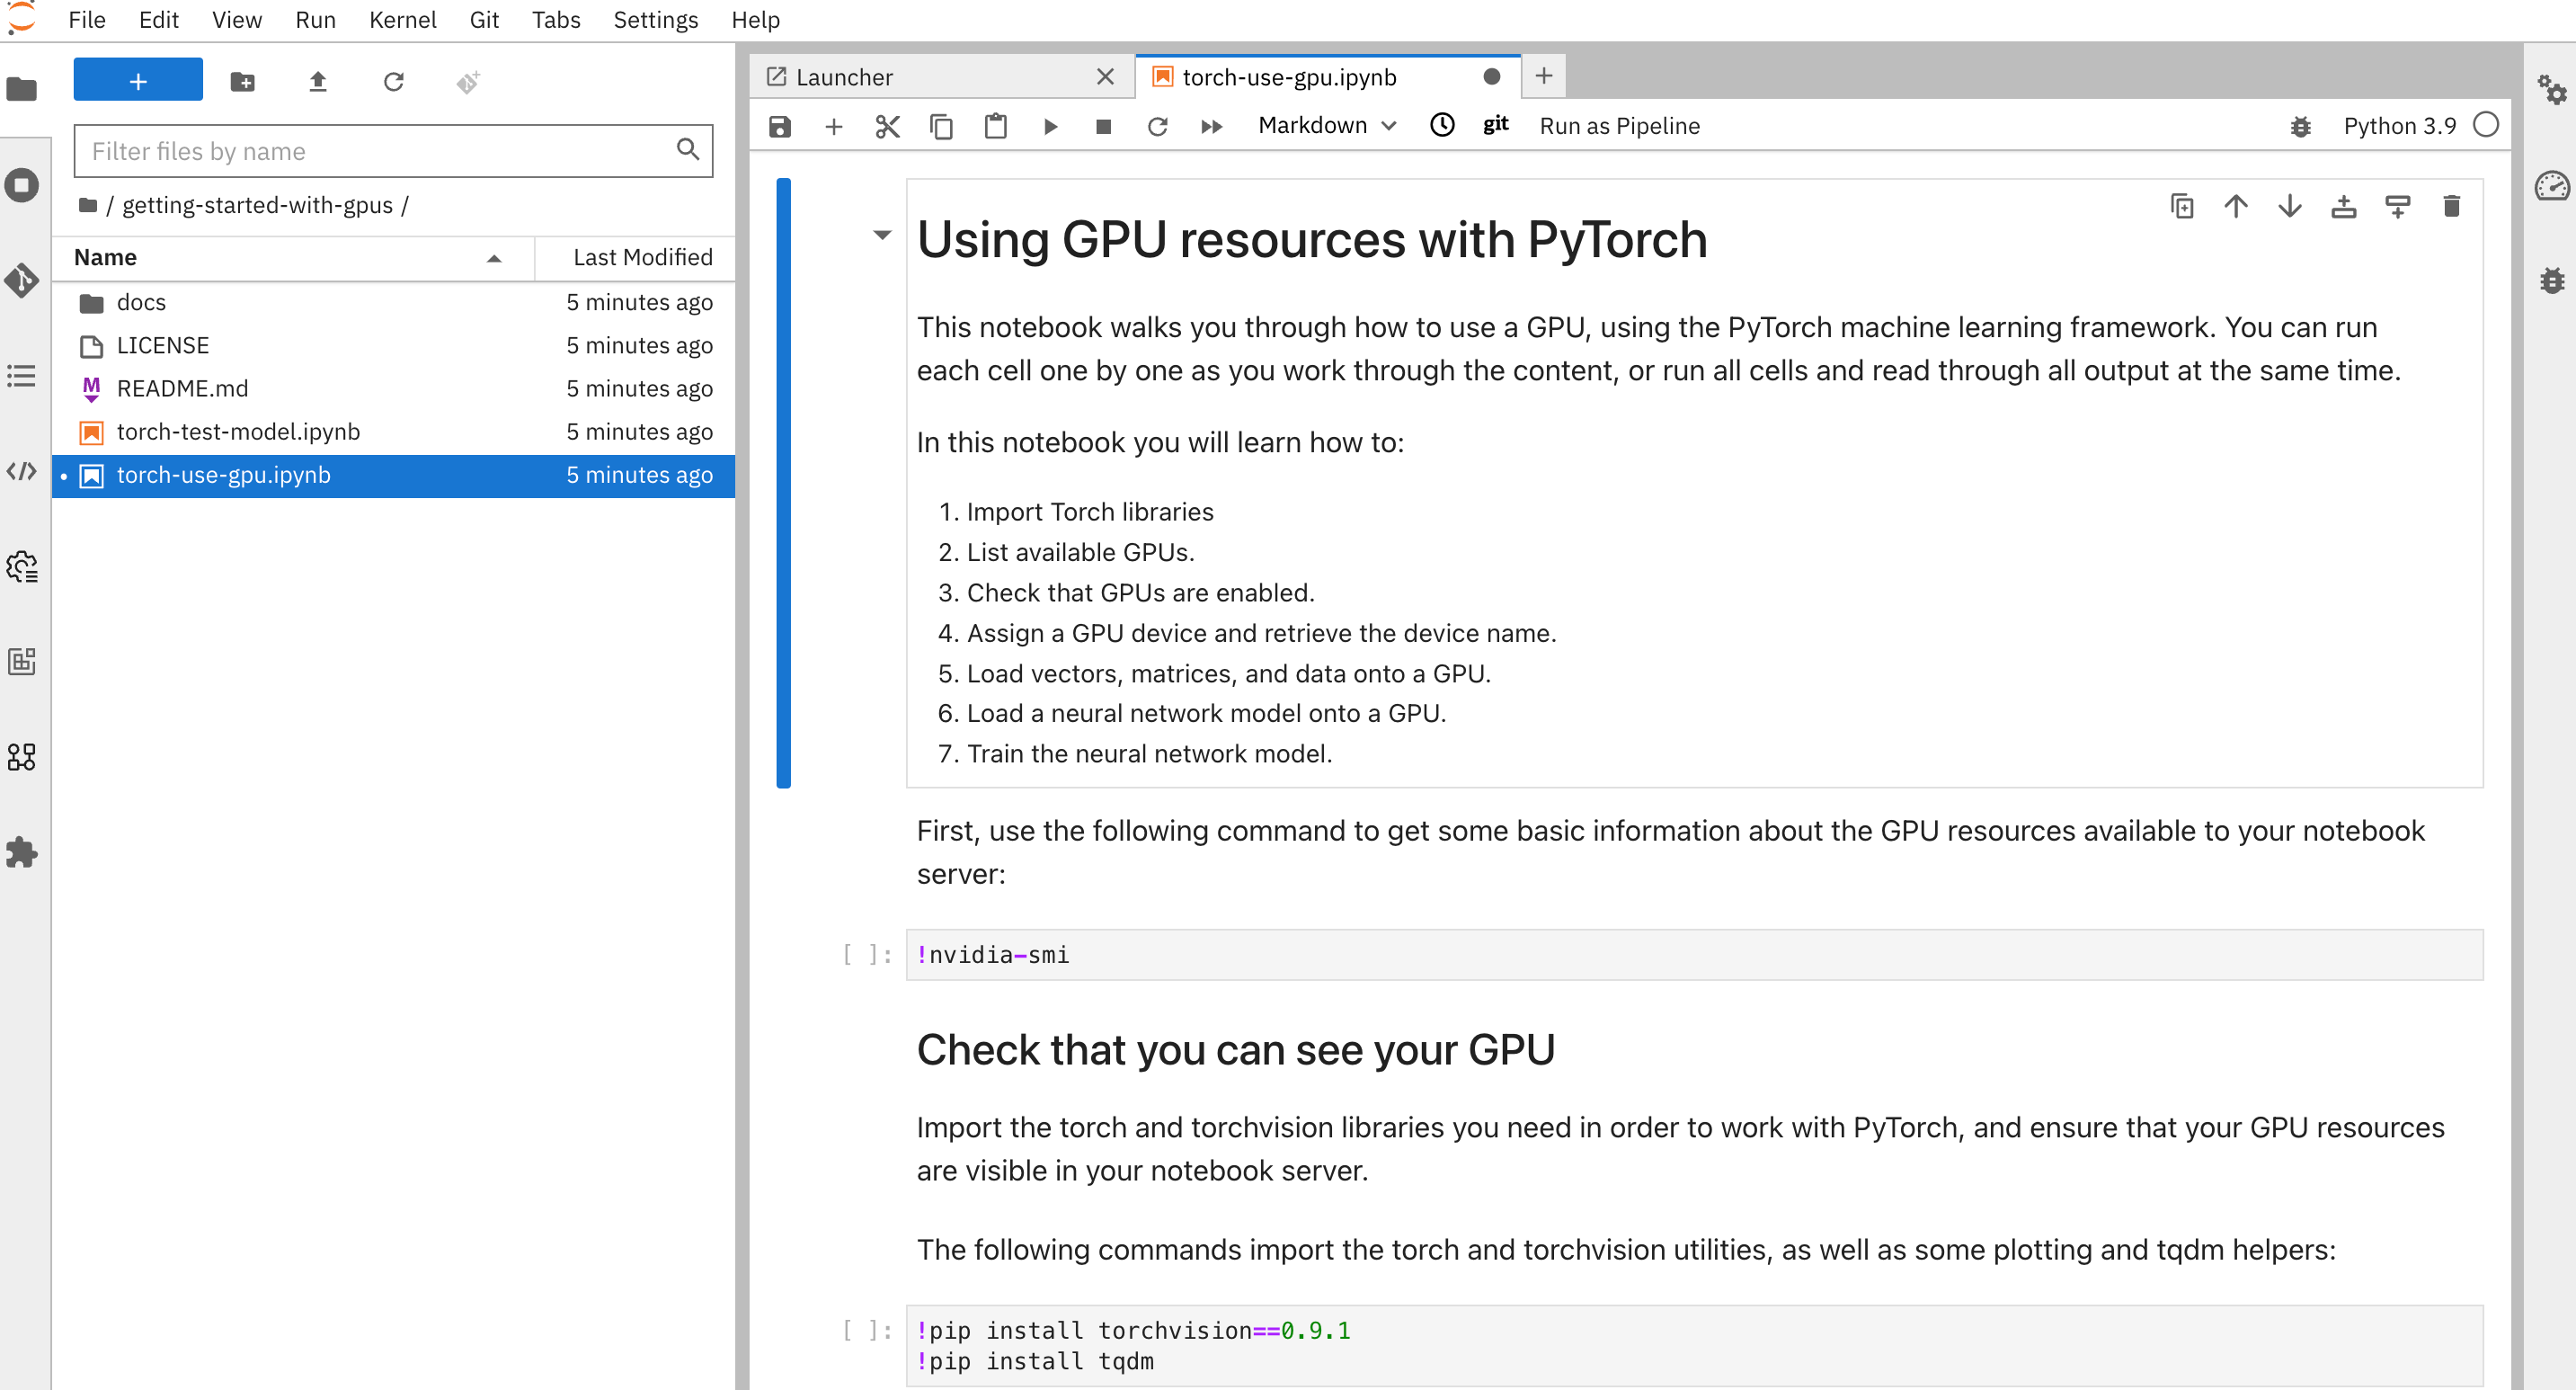 File Edit View Run Kernel Git Tabs Settings Help
+
Filter files by name
/ getting-started-with-gpus /
Name Last Modified
docs 5 minutes ago
LICENSE 5 minutes ago
M README.md 5 minutes ago
torch-test-model.ipynb 5 minutes ago
torch-use-gpu.ipynb 5 minutes ago
Launcher torch-use-gpu.ipynb
Markdown git Run as Pipeline Python 3.9
Using GPU resources with PyTorch
This notebook walks you through how to use a GPU, using the PyTorch machine learning framework. You can run
each cell one by one as you work through the content, or run all cells and read through all output at the same time.
In this notebook you will learn how to:
1. Import Torch libraries
2. List available GPUs.
3. Check that GPUs are enabled.
4. Assign a GPU device and retrieve the device name.
5. Load vectors, matrices, and data onto a GPU.
6. Load a neural network model onto a GPU.
7. Train the neural network model.
First, use the following command to get some basic information about the GPU resources available to your notebook
server:
[ ]: !nvidia-smi
Check that you can see your GPU
Import the torch and torchvision libraries you need in order to work with PyTorch, and ensure that your GPU resources
are visible in your notebook server.
The following commands import the torch and torchvision utilities, as well as some plotting and tqdm helpers:
[ ]: !pip install torchvision==0.9.1
!pip install tqdm